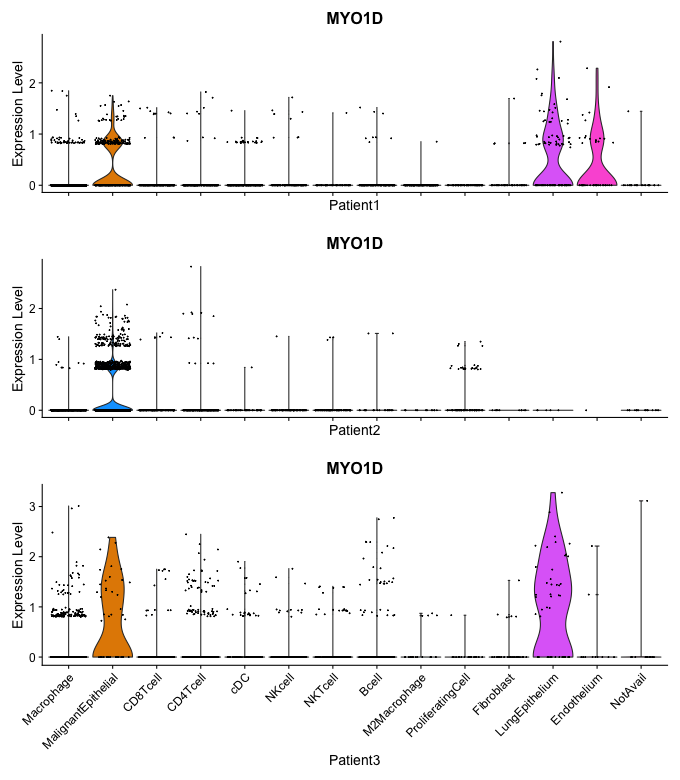 MYO1D
Expression Level
2
1
0
Patient1
MYO1D
Expression Level
2
1
0
Patient2
MYO1D
Expression Level
3
2
1
0
Macrophage
MalignantEpithelial
CD8Tcell
CD4Tcell
cDC
NKcell
NKTcell
Bcell
M2Macrophage
ProliferatingCell
Fibroblast
LungEpithelium
Endothelium
NotAvail
Patient3